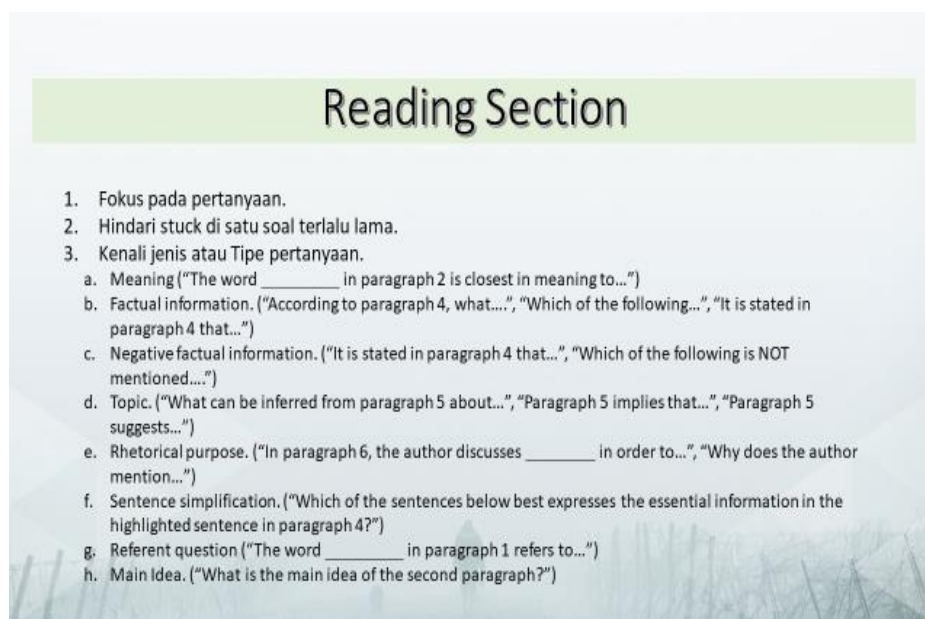 Reading Section
1. Fokus pada pertanyaan.
2. Hindari stuck di satu soal terlalu lama.
3. Kenali jenis atau Tipe pertanyaan.
a. Meaning (“The word ________ in paragraph 2 is closest in meaning to...”)
b. Factual information. (“According to paragraph 4, what....”, “Which of the following...”, “It is stated in
paragraph 4 that...”)
c. Negative factual information. (“It is stated in paragraph 4 that...”, “Which of the following is NOT
mentioned....”)
d. Topic. (“What can be inferred from paragraph 5 about...”, “Paragraph 5 implies that...”, “Paragraph 5
suggests...”)
e. Rhetorical purpose. (“In paragraph 6, the author discusses _______ in order to...”, “Why does the author
mention...”)
f. Sentence simplification. (“Which of the sentences below best expresses the essential information in the
highlighted sentence in paragraph 4?”)
g. Referent question (“The word ________ in paragraph 1 refers to...”)
h. Main Idea. (“What is the main idea of the second paragraph?”)